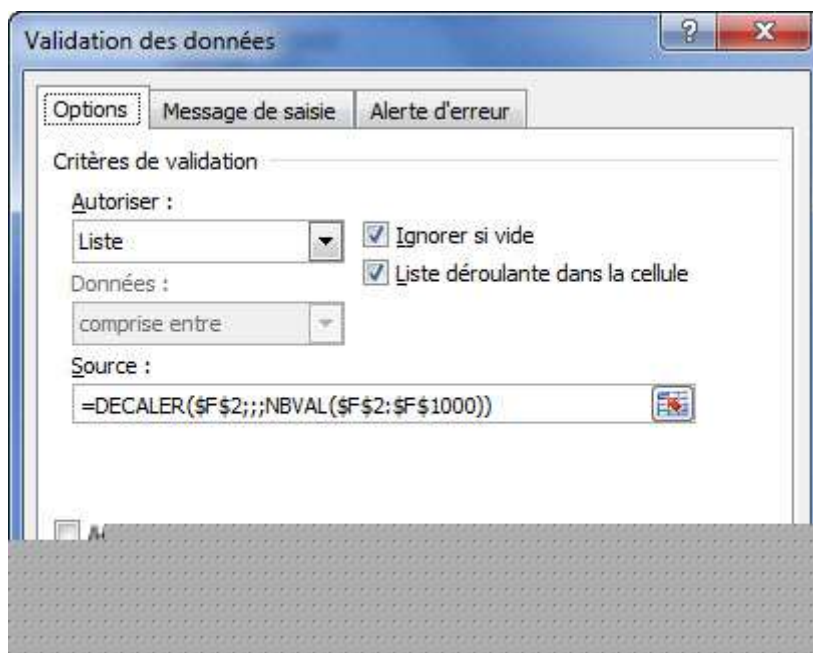 Validation des données
Options Message de saisie Alerte d'erreur
Critères de validation
Autoriser :
Liste
Ignorer si vide
Liste déroulante dans la cellule
Données :
comprise entre
Source :
=DECALER($F$2;;;NBVAL($F$2:$F$1000))